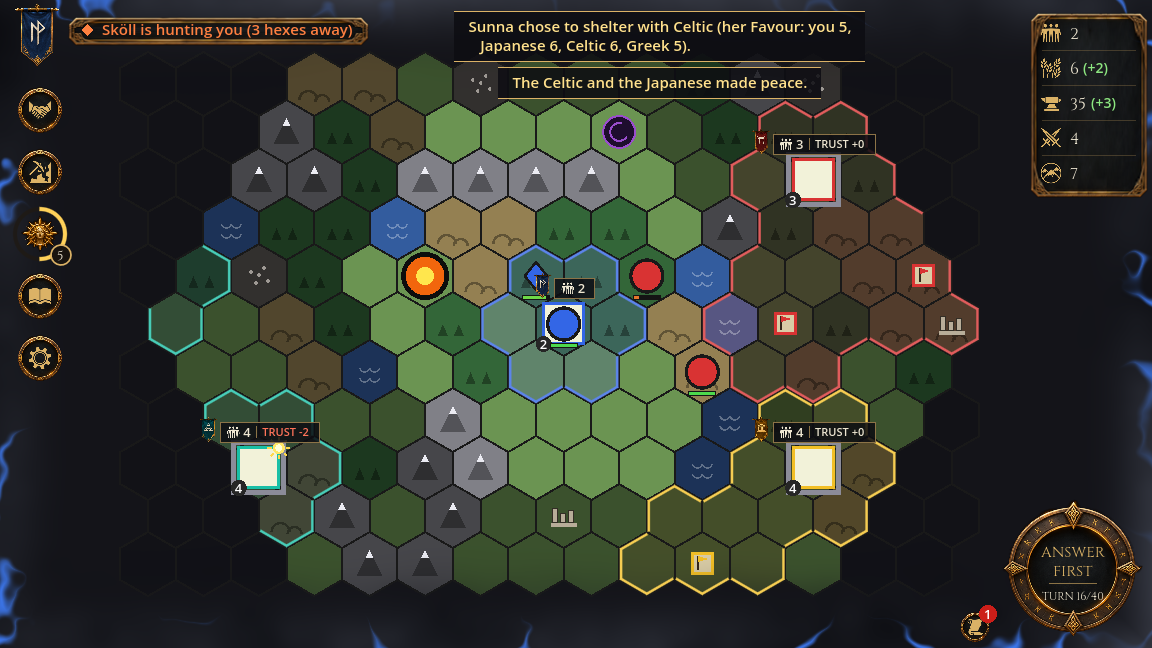 Sköll is hunting you (3 hexes away)
Sunna chose to shelter with Celtic (her Favour: you 5,
Japanese 6, Celtic 6, Greek 5).
The Celtic and the Japanese made peace.
2
6 (+2)
35 (+3)
4
7
3 TRUST +0
3
5
2
2
4 TRUST -2
4
4 TRUST +0
4
ANSWER
FIRST
TURN 16/40
1